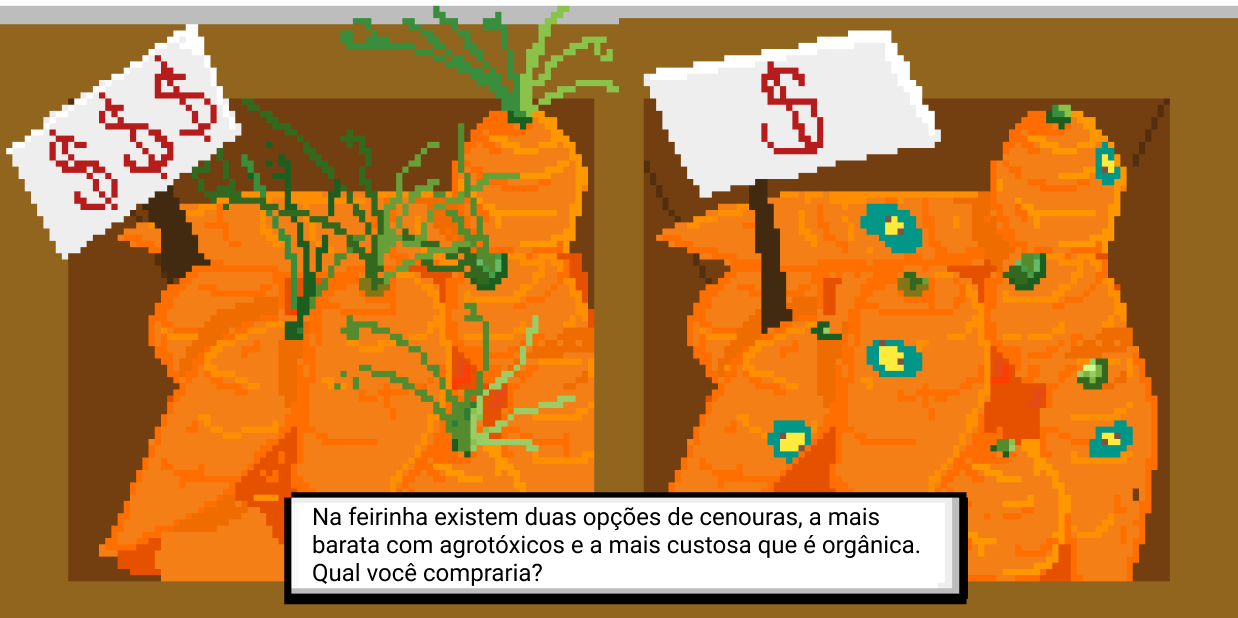 $$$
$
Na feirinha existem duas opções de cenouras, a mais
barata com agrotóxicos e a mais custosa que é orgânica.
Qual você compraria?